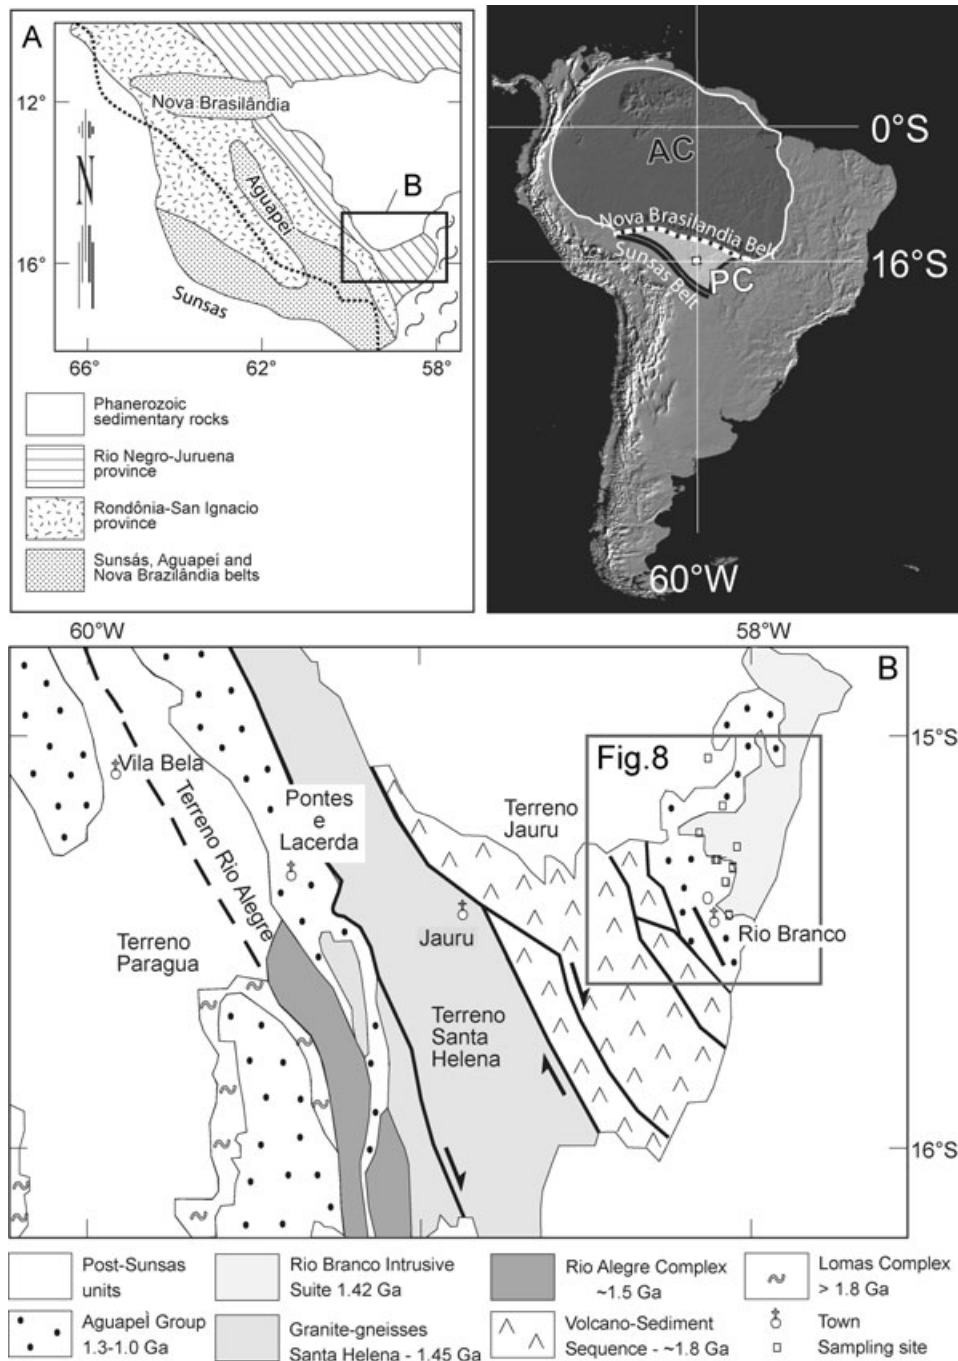 A
12°
16°
N
Nova Brasilândia
Aguapeí
Sunsas
B
66°
62°
58°
Phanerozoic
sedimentary rocks
Rio Negro-Juruena
province
Rondônia-San Ignacio
province
Sunsás, Aguapeí and
Nova Brazilândia belts
AC
0°S
Nova Brasilandia Belt
Sunsas Belt
PC
16°S
60°W
60°W
58°W
B
15°S
Fig.8
Vila Bela
Terreno Rio Alegre
Pontes
e
Lacerda
Terreno
Jauru
Terreno
Paragua
Jauru
Rio Branco
Terreno
Santa
Helena
16°S
Post-Sunsas
units
Rio Branco Intrusive
Suite 1.42 Ga
Rio Alegre Complex
~1.5 Ga
Lomas Complex
> 1.8 Ga
Aguapeì Group
1.3-1.0 Ga
Granite-gneisses
Santa Helena - 1.45 Ga
Volcano-Sediment
Sequence - ~1.8 Ga
Town
Sampling site